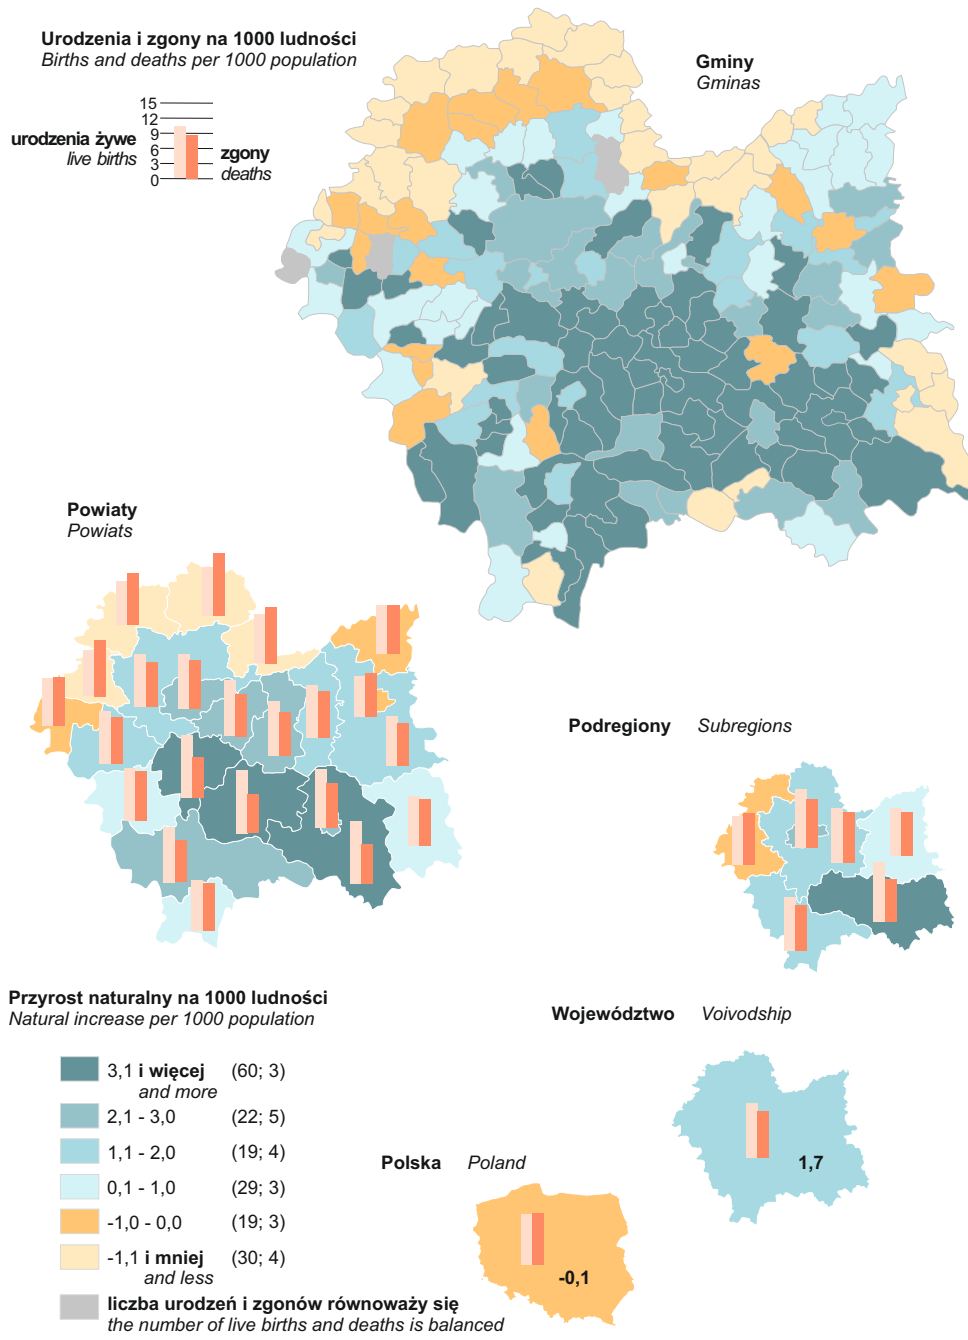 Urodzenia i zgony na 1000 ludności
Births and deaths per 1000 population
Gminy
Gminas
15
12
9
6
3
0
urodzenia żywe
live births
zgony
deaths
Powiaty
Powiats
Podregiony Subregions
Przyrost naturalny na 1000 ludności
Natural increase per 1000 population
3,1 i więcej (60; 3)
and more
2,1 - 3,0 (22; 5)
1,1 - 2,0 (19; 4)
0,1 - 1,0 (29; 3)
-1,0 - 0,0 (19; 3)
-1,1 i mniej (30; 4)
and less
liczba urodzeń i zgonów równoważy się
the number of live births and deaths is balanced
Województwo Voivodship
1,7
Polska Poland
-0,1